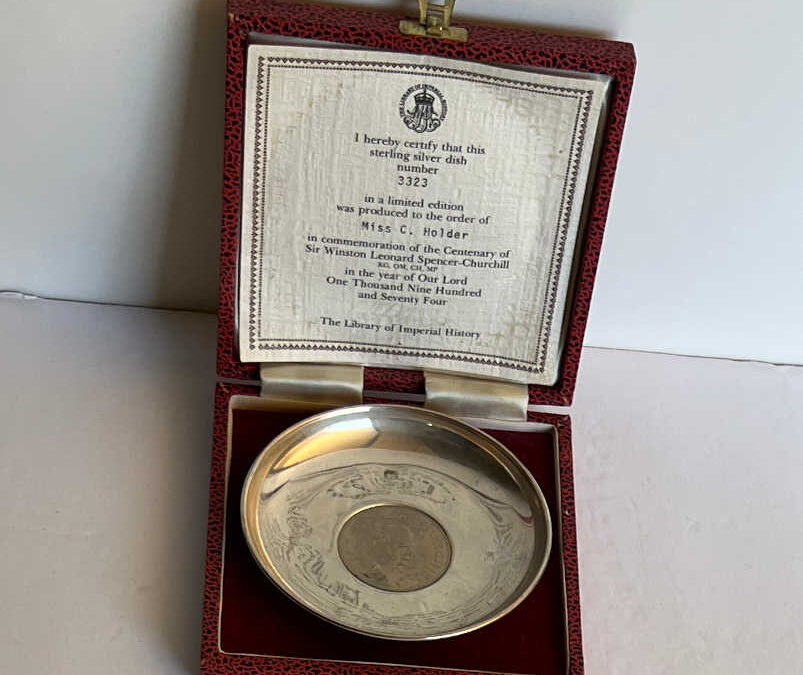 I hereby certify that this
sterling silver dish
number
3323
in a limited edition
was produced to the order of
Miss C. Holder
in commemoration of the Centenary of
Sir Winston Leonard Spencer-Churchill
KG, OM, CH, MP
in the year of Our Lord
One Thousand Nine Hundred
and Seventy Four
The Library of Imperial History